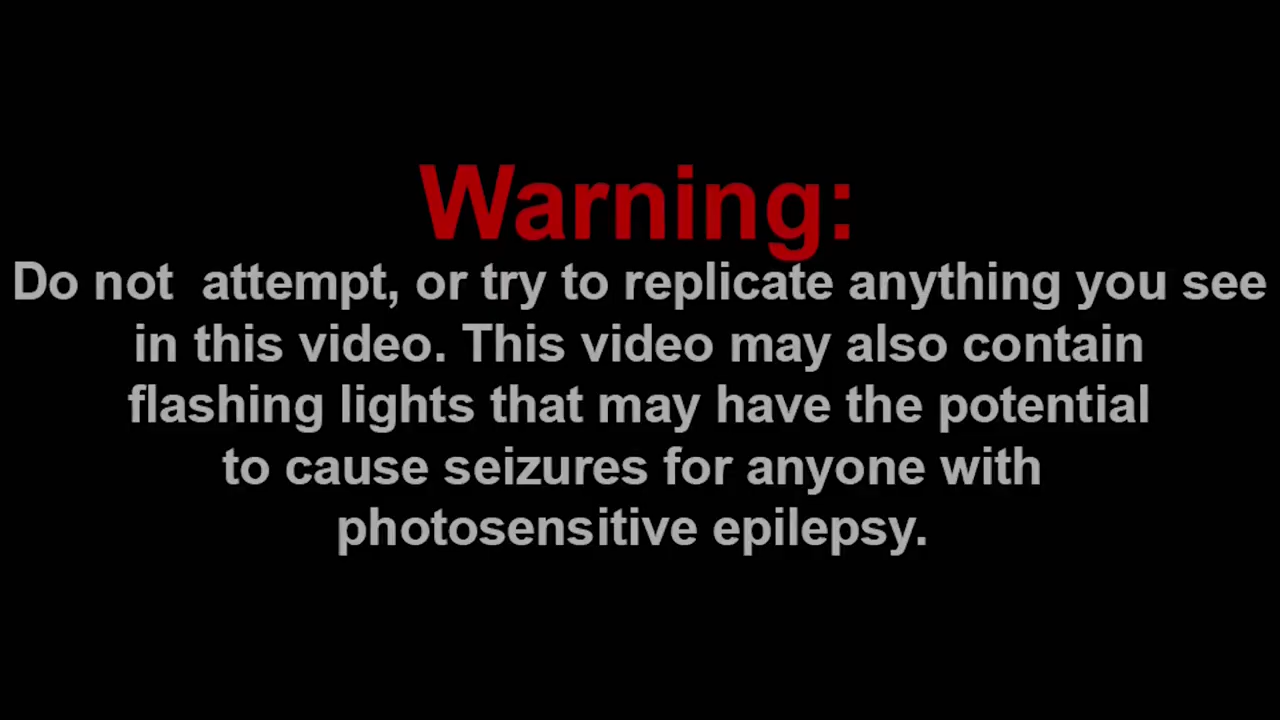 Warning:
Do not  attempt, or try to replicate anything you see
in this video. This video may also contain
flashing lights that may have the potential
to cause seizures for anyone with
photosensitive epilepsy.